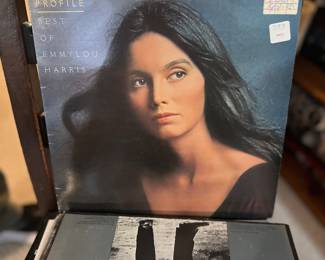 PROFILE
BEST
OF
EMMYLOU
HARRIS